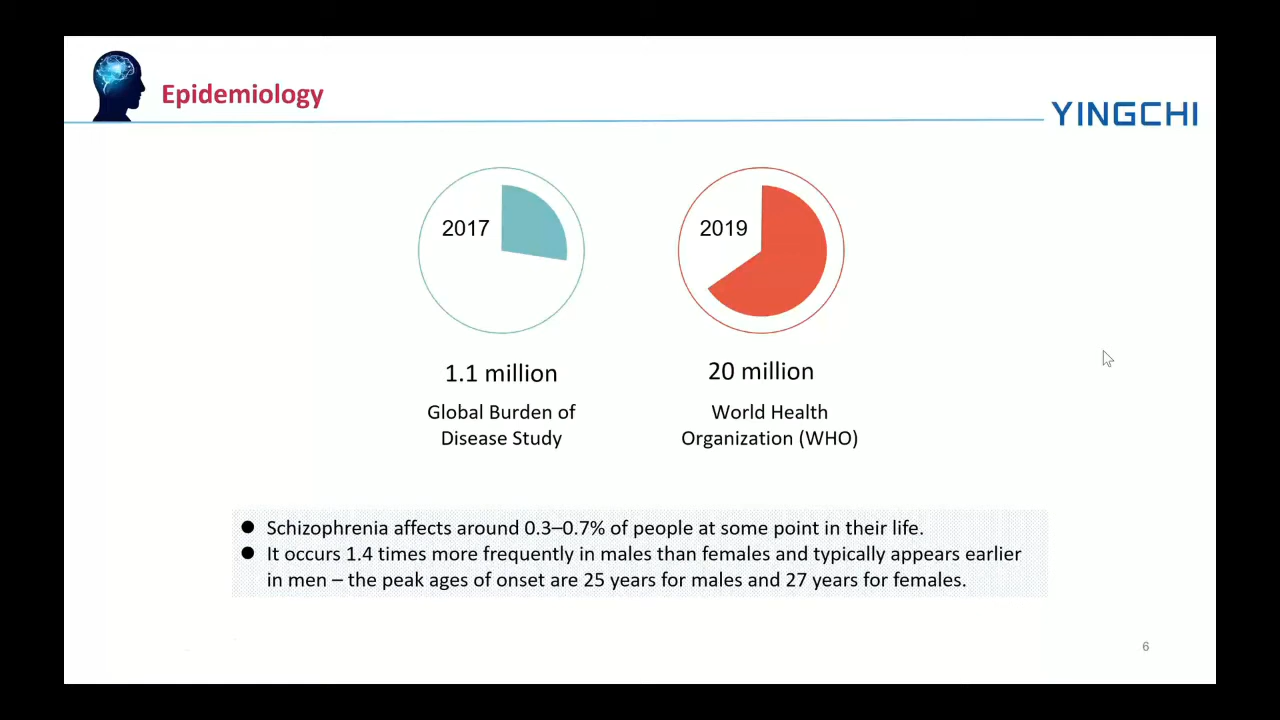 Epidemiology
YINGCHI
2017
2019
1.1 million
20 million
Global Burden of
Disease Study
World Health
Organization (WHO)
● Schizophrenia affects around 0.3–0.7% of people at some point in their life.
● It occurs 1.4 times more frequently in males than females and typically appears earlier
in men – the peak ages of onset are 25 years for males and 27 years for females.
6